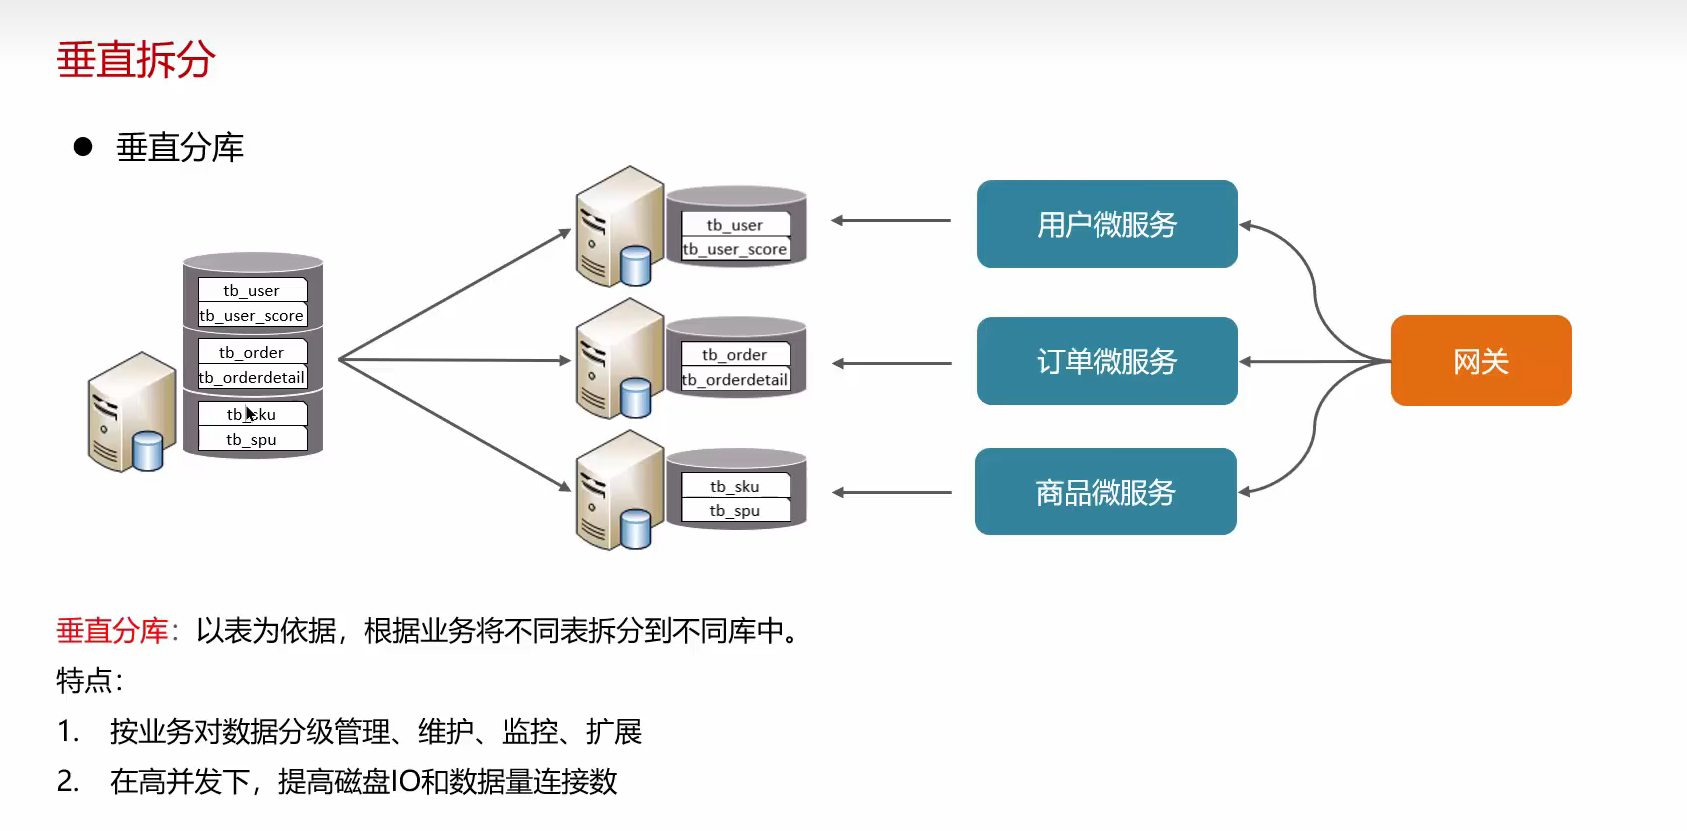 垂直拆分
● 垂直分库
tb_user
tb_user_score
tb_order
tb_orderdetail
tb_sku
tb_spu
tb_user
tb_user_score
tb_order
tb_orderdetail
tb_sku
tb_spu
用户微服务
订单微服务
商品微服务
网关
垂直分库：以表为依据，根据业务将不同表拆分到不同库中。
特点：
1. 按业务对数据分级管理、维护、监控、扩展
2. 在高并发下，提高磁盘IO和数据量连接数